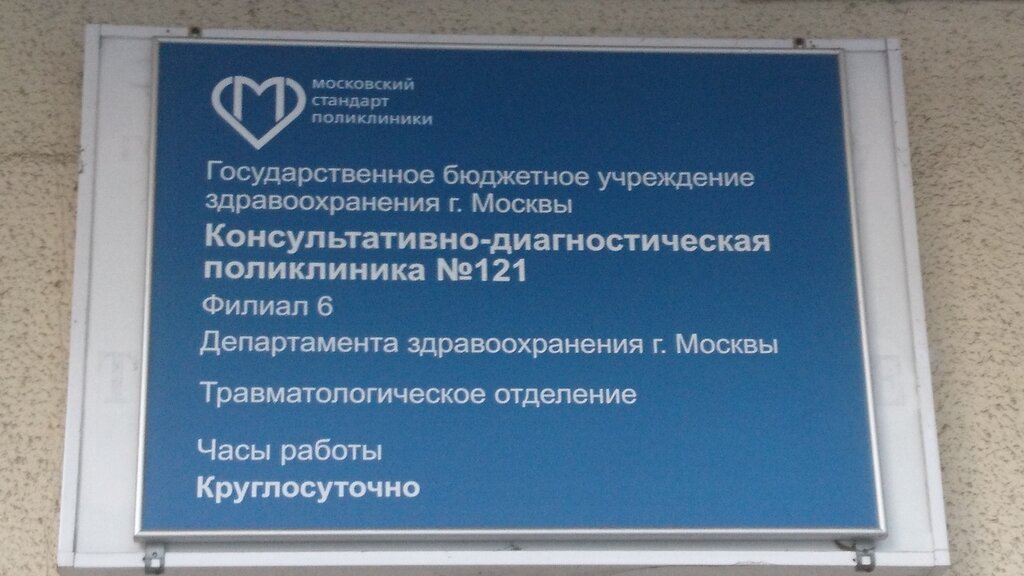 московский
стандарт
поликлиники
Государственное бюджетное учреждение
здравоохранения г. Москвы
Консультативно-диагностическая
поликлиника №121
Филиал 6
Департамента здравоохранения г. Москвы
Травматологическое отделение
Часы работы
Круглосуточно